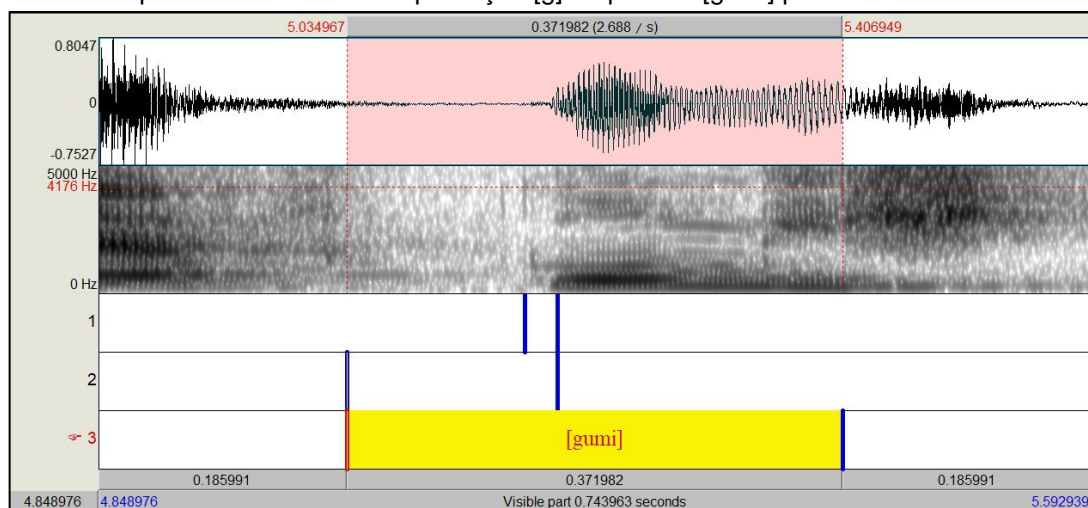 5.034967 0.371982 (2.688 / s) 5.406949
0.8047
0
-0.7527
5000 Hz
4176 Hz
0 Hz
1
2
3 [gumi]
0.185991 0.371982 0.185991
4.848976 4.848976 Visible part 0.743963 seconds 5.592939